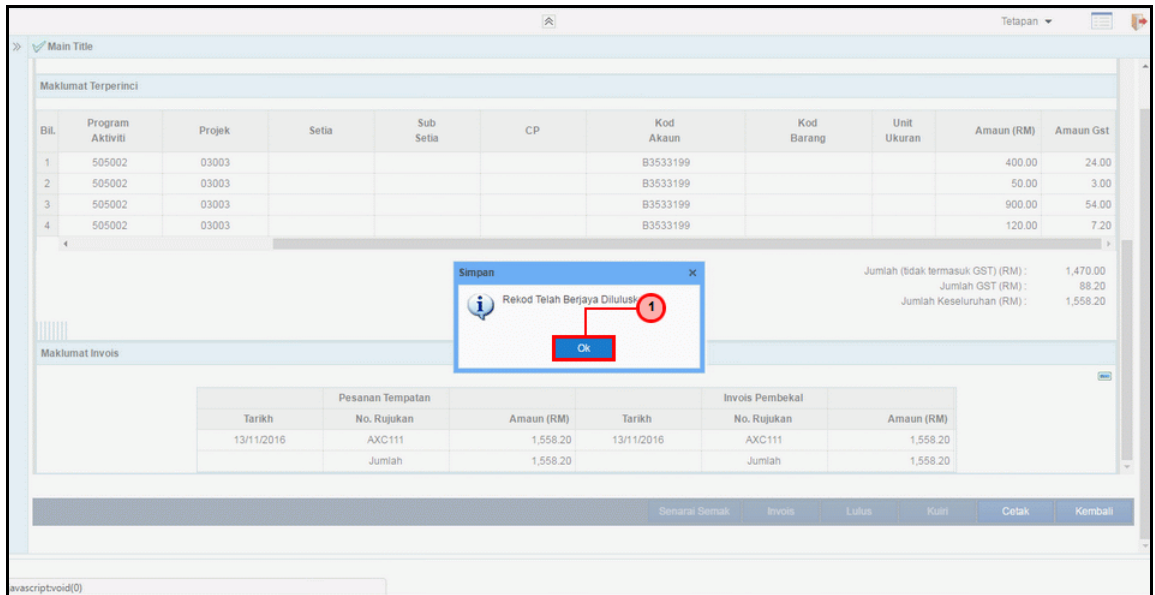 Tetapan
Main Title
Maklumat Terperinci
Bil. Program Aktiviti Projek Setia Sub Setia CP Kod Akaun Kod Barang Unit Ukuran Amaun (RM) Amaun Gst
1 505002 03003 B3533199 400.00 24.00
2 505002 03003 B3533199 50.00 3.00
3 505002 03003 B3533199 900.00 54.00
4 505002 03003 B3533199 120.00 7.20
Jumlah (tidak termasuk GST) (RM) : 1,470.00
Jumlah GST (RM) : 88.20
Jumlah Keseluruhan (RM) : 1,558.20
Simpan
Rekod Telah Berjaya
1
Ok
Maklumat Invois
Pesanan Tempatan Invois Pembekal
Tarikh No. Rujukan Amaun (RM) Tarikh No. Rujukan Amaun (RM)
13/11/2016 AXC111 1,558.20 13/11/2016 AXC111 1,558.20
Jumlah 1,558.20 Jumlah 1,558.20
Senarai Semak Invois Lulus Kuiri Cetak Kembali
avascript:void(0)